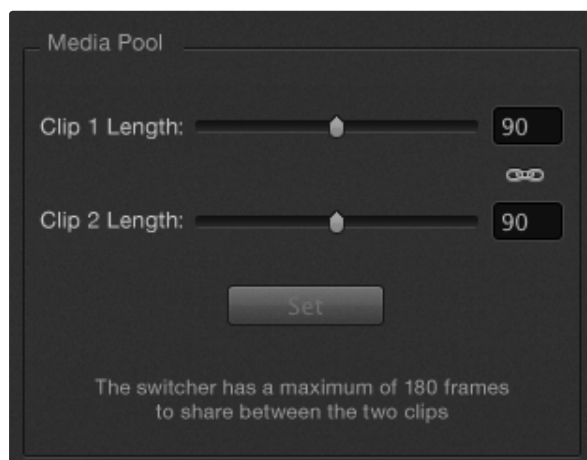 Media Pool
Clip 1 Length: 90
Clip 2 Length: 90
Set
The switcher has a maximum of 180 frames
to share between the two clips